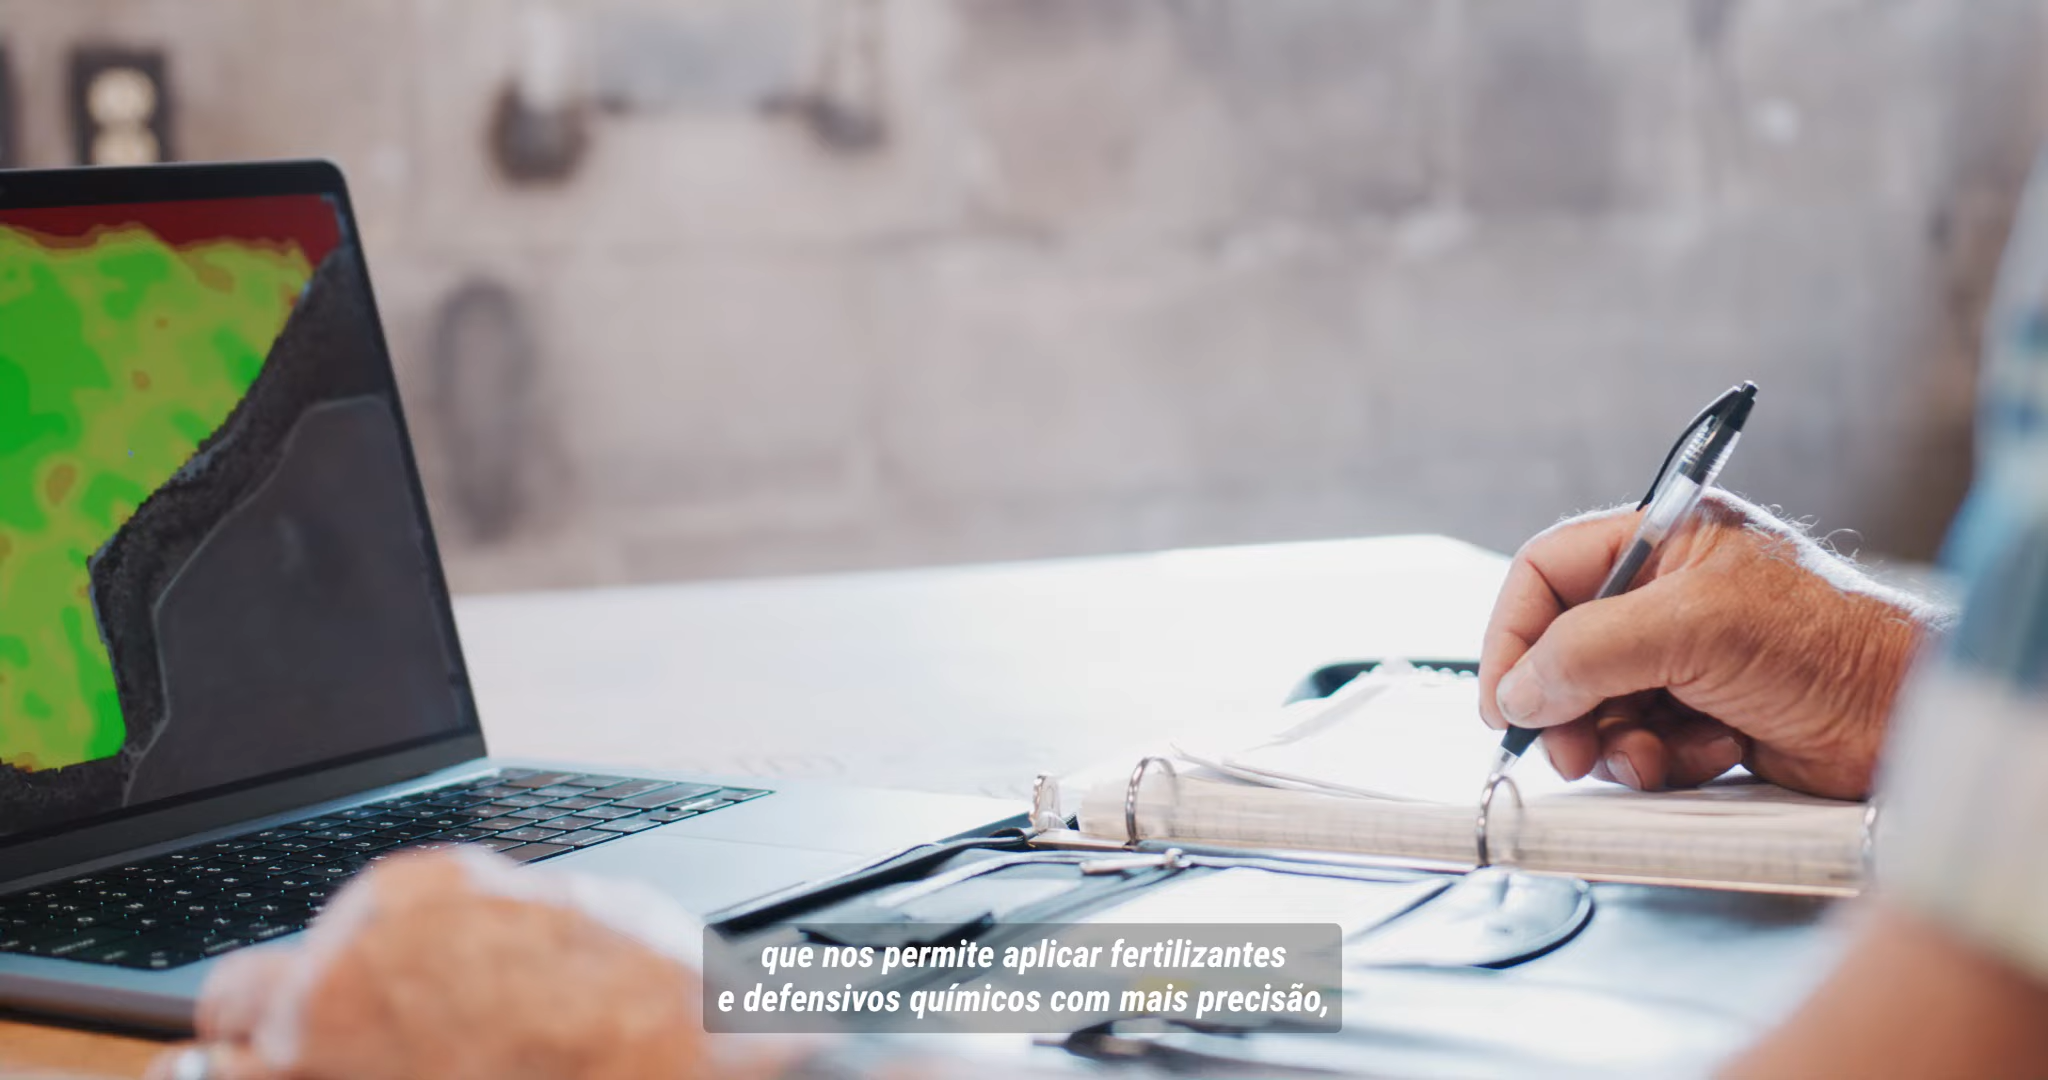 que nos permite aplicar fertilizantes
e defensivos químicos com mais precisão,